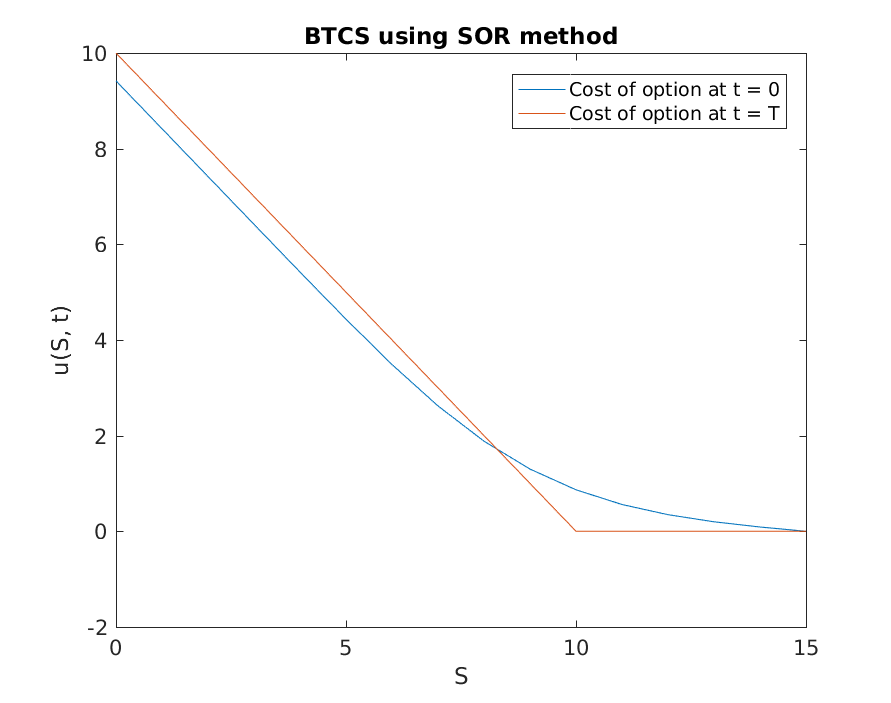 BTCS using SOR method
10
8
6
4
2
0
-2
u(S, t)
Cost of option at t = 0
Cost of option at t = T
0 5 10 15
S